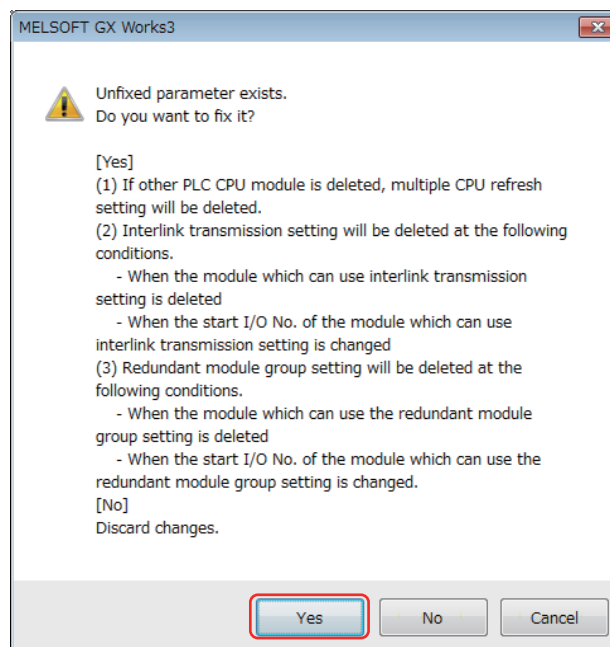 MELSOFT GX Works3
Unfixed parameter exists.
Do you want to fix it?
[Yes]
(1) If other PLC CPU module is deleted, multiple CPU refresh
setting will be deleted.
(2) Interlink transmission setting will be deleted at the following
conditions.
- When the module which can use interlink transmission
setting is deleted
- When the start I/O No. of the module which can use
interlink transmission setting is changed
(3) Redundant module group setting will be deleted at the
following conditions.
- When the module which can use the redundant module
group setting is deleted
- When the start I/O No. of the module which can use the
redundant module group setting is changed.
[No]
Discard changes.
Yes No Cancel